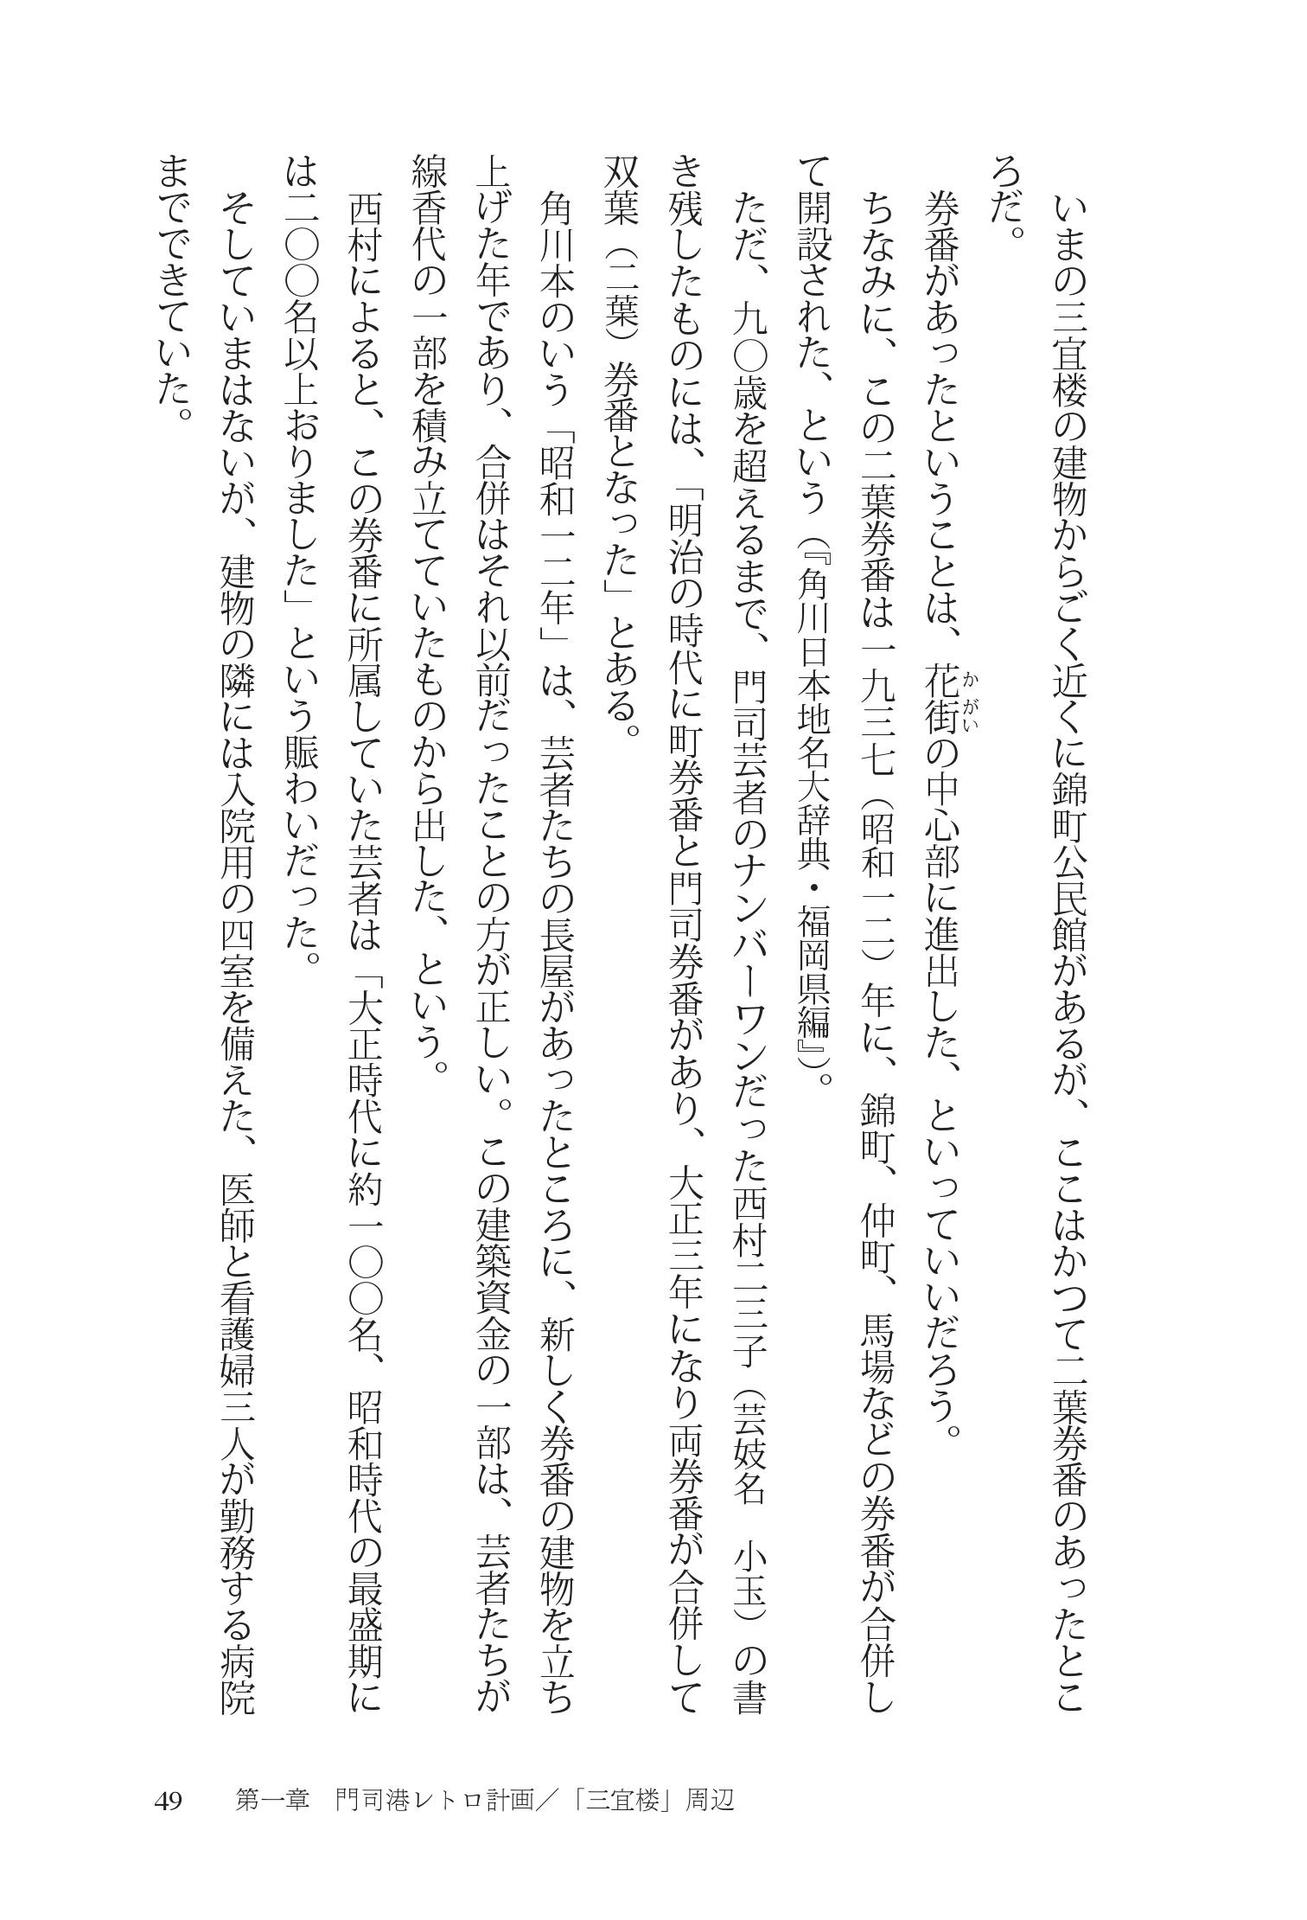 いまの三宜楼の建物からごく近くに錦町公民館があるが、ここはかつて二葉券番のあったとこ
ろだ。
　券番があったということは、花街の中心部に進出した、といっていいだろう。
かがい
　ちなみに、この二葉券番は一九三七（昭和一二）年に、錦町、仲町、馬場などの券番が合併し
て開設された、という（『角川日本地名大辞典・福岡県編』）。
　ただ、九〇歳を超えるまで、門司芸者のナンバーワンだった西村二三子（芸妓名　小玉）の書
き残したものには、「明治の時代に町券番と門司券番があり、大正三年になり両券番が合併して
双葉（二葉）券番となった」とある。
　角川本のいう「昭和一二年」は、芸者たちの長屋があったところに、新しく券番の建物を立ち
上げた年であり、合併はそれ以前だったことの方が正しい。この建築資金の一部は、芸者たちが
線香代の一部を積み立てていたものから出した、という。
　西村によると、この券番に所属していた芸者は「大正時代に約一〇〇名、昭和時代の最盛期に
は二〇〇名以上おりました」という賑わいだった。
　そしていまはないが、建物の隣には入院用の四室を備えた、医師と看護婦三人が勤務する病院
までできていた。
49　第一章　門司港レトロ計画／「三宜楼」周辺